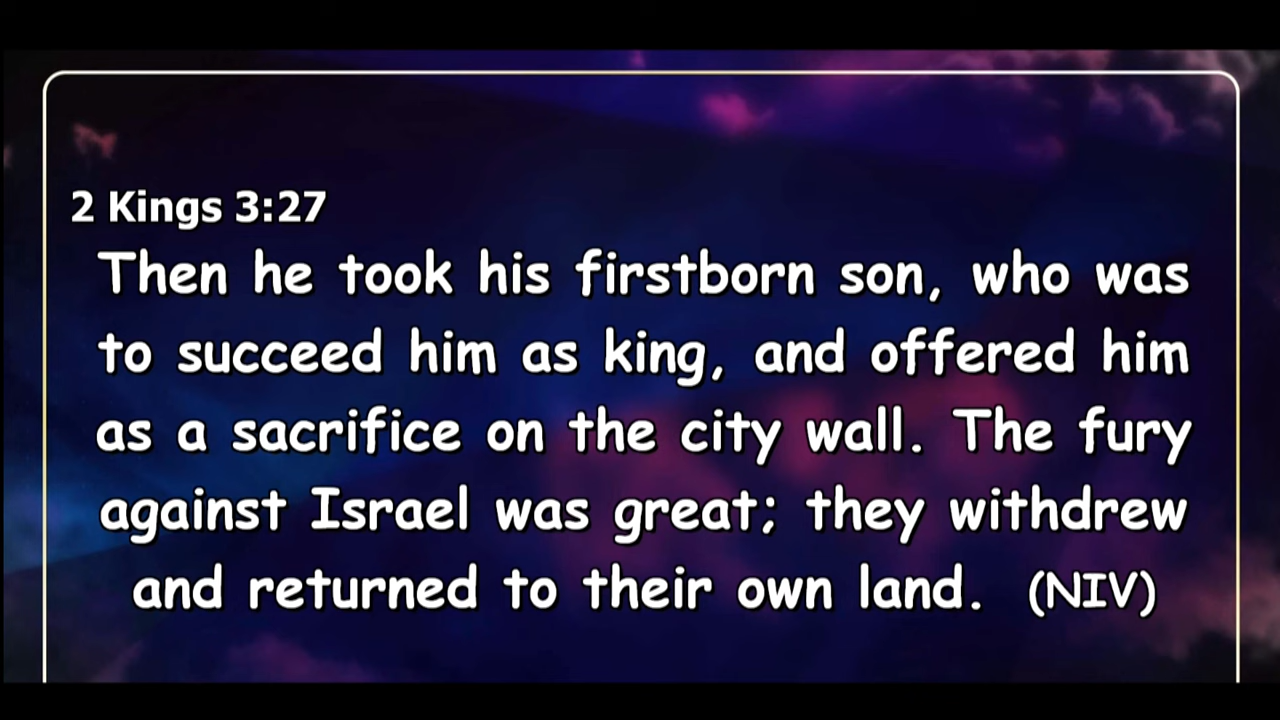 2 Kings 3:27
Then he took his firstborn son, who was
to succeed him as king, and offered him
as a sacrifice on the city wall. The fury
against Israel was great; they withdrew
and returned to their own land. (NIV)